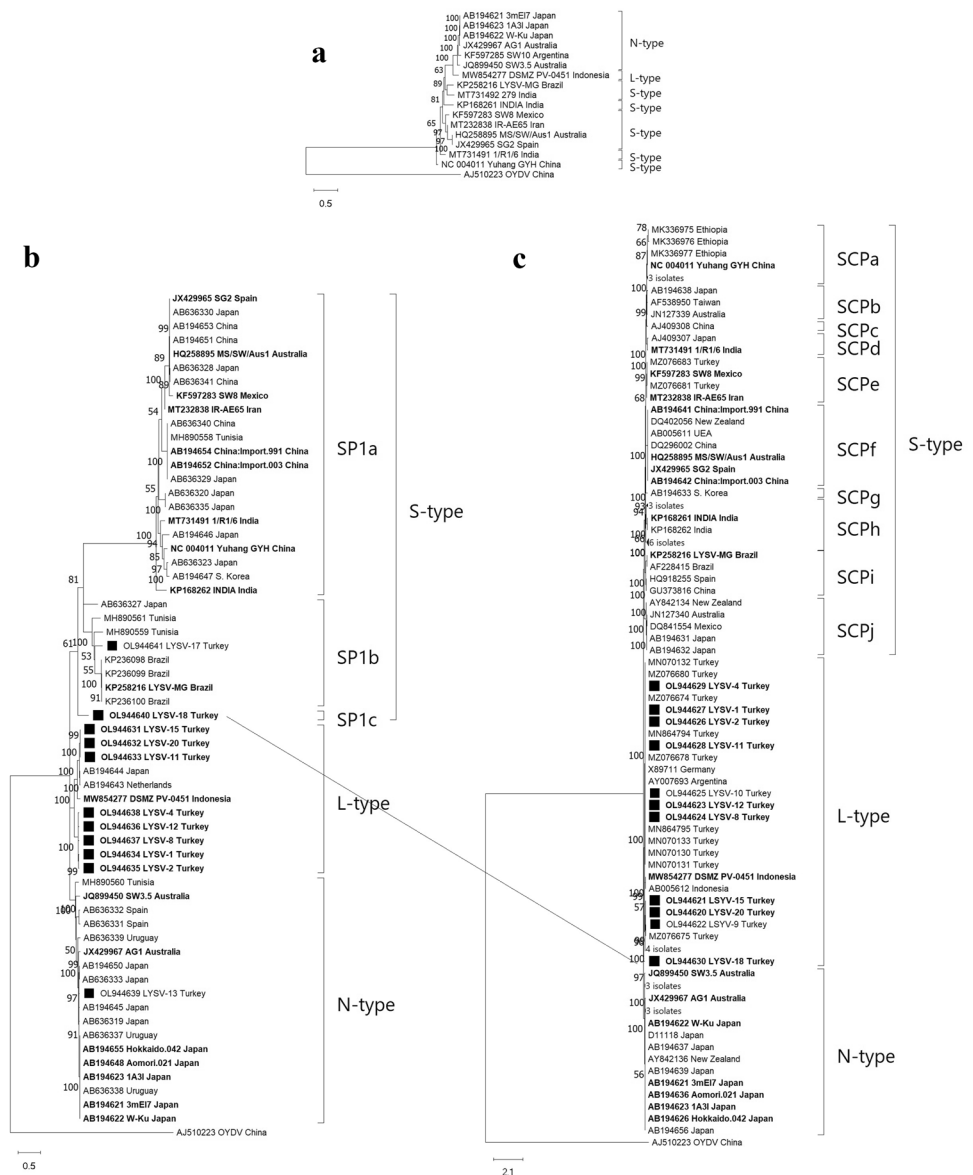 a
100
AB194621 3mEI7 Japan
100
AB194623 1A3I Japan
100
AB194622 W-Ku Japan
100
JX429967 AG1 Australia
100
KF597285 SW10 Argentina
JQ899450 SW3.5 Australia
N-type
63
MW854277 DSMZ PV-0451 Indonesia
L-type
89
KP258216 LYSV-MG Brazil
MT731492 279 India
S-type
81
KP168261 INDIA India
S-type
KF597283 SW8 Mexico
65
MT232838 IR-AE65 Iran
97
HQ258895 MS/SW/Aus1 Australia
97
JX429965 SG2 Spain
S-type
100
MT731491 1/R1/6 India
S-type
NC 004011 Yuhang GYH China
S-type
AJ510223 OYDV China
0.5
b
JX429965 SG2 Spain
AB636330 Japan
99
AB194653 China
AB194651 China
89
HQ258895 MS/SW/Aus1 Australia
AB636328 Japan
100
89
AB636341 China
KF597283 SW8 Mexico
54
MT232838 IR-AE65 Iran
AB636340 China
MH890558 Tunisia
AB194654 China:Import.991 China
100
AB194652 China:Import.003 China
AB636329 Japan
55
AB636320 Japan
100
AB636335 Japan
MT731491 1/R1/6 India
100
AB194646 Japan
94
NC 004011 Yuhang GYH China
85
AB636323 Japan
97
100
AB194647 S. Korea
KP168262 INDIA India
SP1a
S-type
81
AB636327 Japan
MH890561 Tunisia
MH890559 Tunisia
61
100
OL944641 LYSV-17 Turkey
53
KP236098 Brazil
55
KP236099 Brazil
100
KP258216 LYSV-MG Brazil
91
KP236100 Brazil
SP1b
OL944640 LYSV-18 Turkey
SP1c
OL944631 LYSV-15 Turkey
99
OL944632 LYSV-20 Turkey
100
OL944633 LYSV-11 Turkey
100
AB194644 Japan
AB194643 Netherlands
100
MW854277 DSMZ PV-0451 Indonesia
OL944638 LYSV-4 Turkey
OL944636 LYSV-12 Turkey
OL944637 LYSV-8 Turkey
100
OL944634 LYSV-1 Turkey
99
OL944635 LYSV-2 Turkey
L-type
MH890560 Tunisia
JQ899450 SW3.5 Australia
100
100
AB636332 Spain
AB636331 Spain
AB636339 Uruguay
50
JX429967 AG1 Australia
99
AB194650 Japan
100
AB636333 Japan
97
OL944639 LYSV-13 Turkey
AB194645 Japan
AB636319 Japan
91
AB636337 Uruguay
AB194655 Hokkaido.042 Japan
AB194648 Aomori.021 Japan
AB194623 1A3I Japan
100
AB636338 Uruguay
AB194621 3mEI7 Japan
AB194622 W-Ku Japan
N-type
AJ510223 OYDV China
0.5
c
78
MK336975 Ethiopia
66
MK336976 Ethiopia
87
MK336977 Ethiopia
NC 004011 Yuhang GYH China
3 isolates
SCPa
100
AB194638 Japan
AF538950 Taiwan
99
JN127339 Australia
SCPb
AJ409308 China
SCPc
AJ409307 Japan
100
MT731491 1/R1/6 India
SCPd
100
MZ076683 Turkey
99
KF597283 SW8 Mexico
MZ076681 Turkey
68
MT232838 IR-AE65 Iran
SCPe
AB194641 China:Import.991 China
DQ402056 New Zealand
AB005611 UEA
DQ296002 China
100
HQ258895 MS/SW/Aus1 Australia
JX429965 SG2 Spain
AB194642 China:Import.003 China
SCPf
S-type
100
AB194633 S. Korea
SCPg
93
3 isolates
94
KP168261 INDIA India
100
KP168262 India
6 isolates
SCPh
100
KP258216 LYSV-MG Brazil
AF228415 Brazil
100
HQ918255 Spain
GU373816 China
SCPi
100
AY842134 New Zealand
100
JN127340 Australia
DQ841554 Mexico
AB194631 Japan
100
AB194632 Japan
SCPj
MN070132 Turkey
MZ076680 Turkey
OL944629 LYSV-4 Turkey
MZ076674 Turkey
OL944627 LYSV-1 Turkey
OL944626 LYSV-2 Turkey
MN864794 Turkey
OL944628 LYSV-11 Turkey
100
MZ076678 Turkey
X89711 Germany
AY007693 Argentina
OL944625 LYSV-10 Turkey
OL944623 LYSV-12 Turkey
OL944624 LYSV-8 Turkey
MN864795 Turkey
100
MN070133 Turkey
MN070130 Turkey
MN070131 Turkey
MW854277 DSMZ PV-0451 Indonesia
100
AB005612 Indonesia
99
57
OL944621 LSYV-15 Turkey
OL944620 LYSV-20 Turkey
OL944622 LSYV-9 Turkey
MZ076675 Turkey
4 isolates
100
OL944630 LYSV-18 Turkey
L-type
97
JQ899450 SW3.5 Australia
3 isolates
100
JX429967 AG1 Australia
3 isolates
100
AB194622 W-Ku Japan
D11118 Japan
AB194637 Japan
AY842136 New Zealand
AB194639 Japan
56
AB194621 3mEI7 Japan
AB194636 Aomori.021 Japan
AB194623 1A3I Japan
AB194626 Hokkaido.042 Japan
AB194656 Japan
N-type
AJ510223 OYDV China
2.1